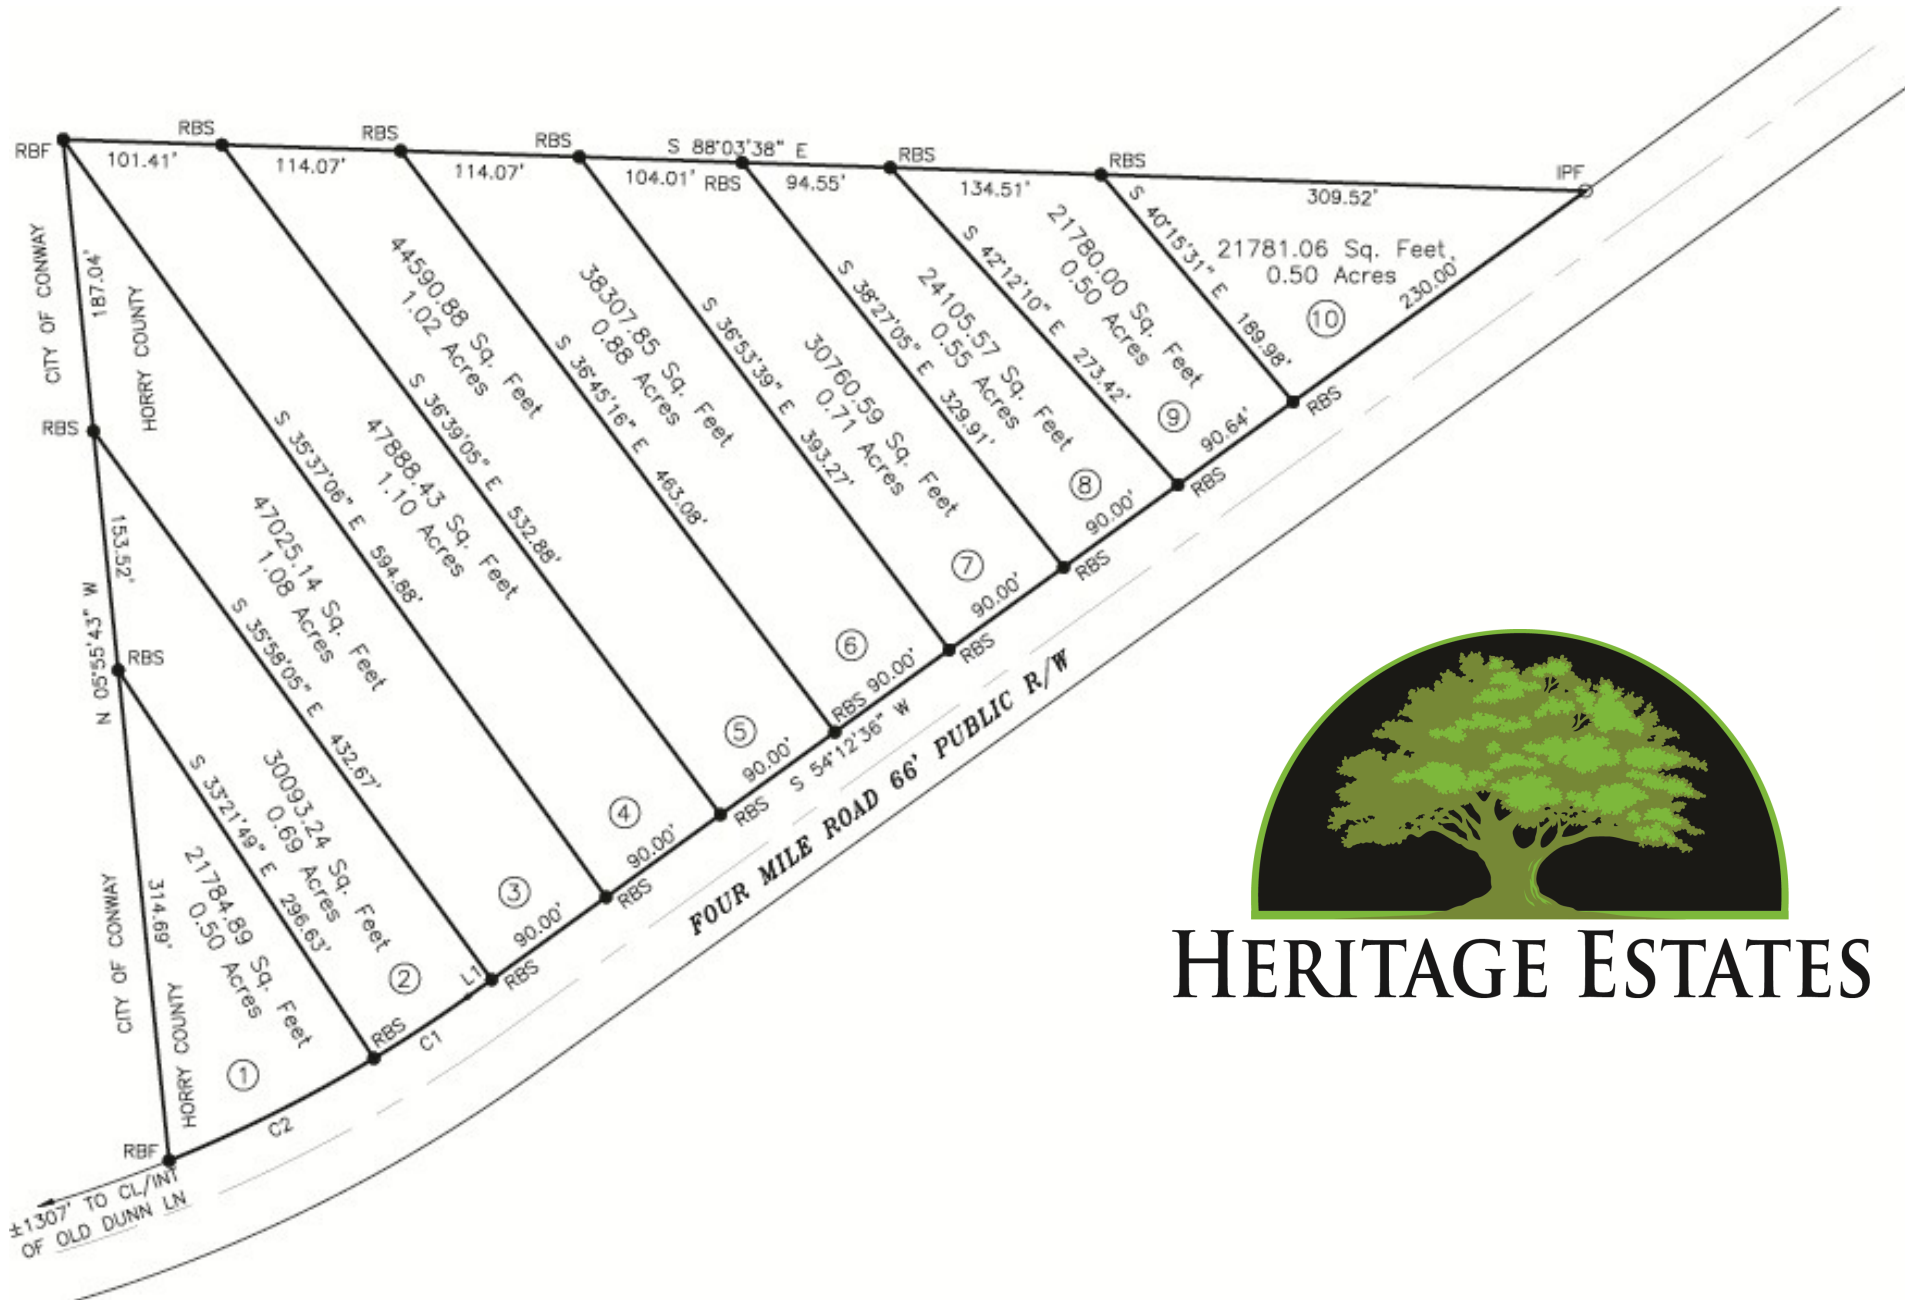 RBF
RBS
RBS
RBS
S 88°03'38" E
RBS
RBS
RBS
IPF
101.41'
114.07'
114.07'
104.01'
94.55'
134.51'
309.52'
CITY OF CONWAY
187.04'
HORRY COUNTY
RBS
153.52'
N 05°55'43" W
RBS
CITY OF CONWAY
314.69'
HORRY COUNTY
RBF
±1307' TO CL/INT
OF OLD DUNN LN
21784.89 Sq. Feet
0.50 Acres
1
C2
S 33°21'49" E 296.63'
30093.24 Sq. Feet
0.69 Acres
2
RBS
C1
L1
S 35°58'05" E 432.67'
47025.14 Sq. Feet
1.08 Acres
3
RBS
90.00'
S 35°37'06" E 594.88'
47888.43 Sq. Feet
1.10 Acres
4
RBS
90.00'
S 36°39'05" E 532.88'
44590.88 Sq. Feet
1.02 Acres
5
RBS
90.00'
S 36°45'16" E 463.08'
38307.85 Sq. Feet
0.88 Acres
6
RBS
90.00'
S 54°12'36" W
S 36°53'39" E 393.27'
30760.59 Sq. Feet
0.71 Acres
7
RBS
90.00'
S 38°27'05" E 329.91'
24105.57 Sq. Feet
0.55 Acres
8
RBS
90.00'
S 42°12'10" E 273.42'
21780.00 Sq. Feet
0.50 Acres
9
RBS
90.64'
S 40°15'31" E 189.98'
21781.06 Sq. Feet
0.50 Acres
10
RBS
230.00'
FOUR MILE ROAD 66' PUBLIC R/W
HERITAGE ESTATES